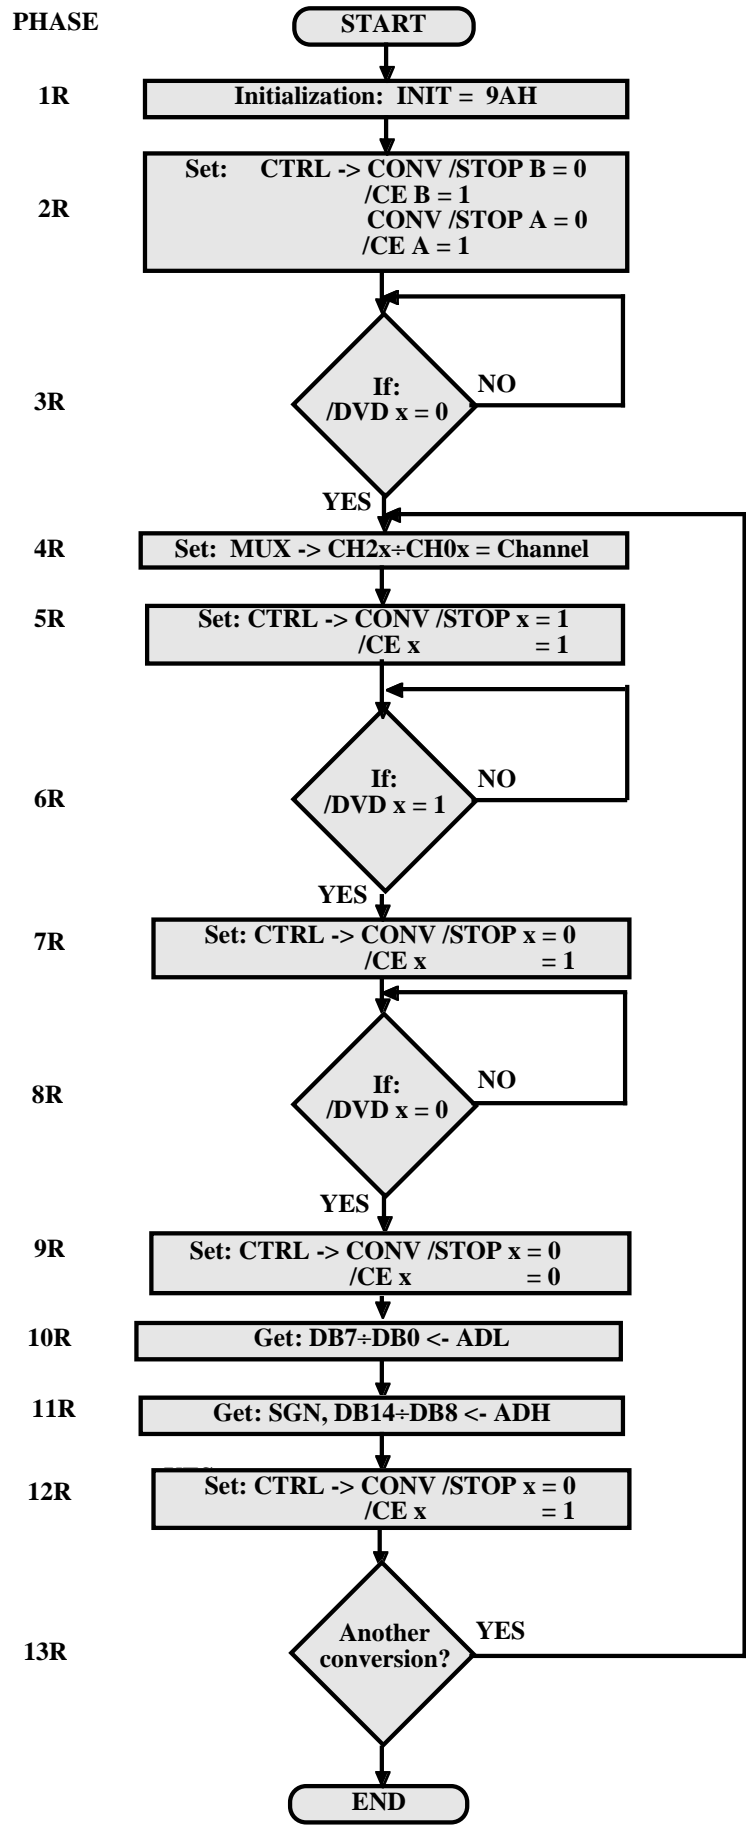 PHASE
START
1R
Initialization: INIT = 9AH
2R
Set: CTRL -> CONV /STOP B = 0
/CE B = 1
CONV /STOP A = 0
/CE A = 1
3R
If:
/DVD x = 0
NO
YES
4R
Set: MUX -> CH2x÷CH0x = Channel
5R
Set: CTRL -> CONV /STOP x = 1
/CE x = 1
6R
If:
/DVD x = 1
NO
YES
7R
Set: CTRL -> CONV /STOP x = 0
/CE x = 1
8R
If:
/DVD x = 0
NO
YES
9R
Set: CTRL -> CONV /STOP x = 0
/CE x = 0
10R
Get: DB7÷DB0 <- ADL
11R
Get: SGN, DB14÷DB8 <- ADH
12R
Set: CTRL -> CONV /STOP x = 0
/CE x = 1
13R
Another
conversion?
YES
END